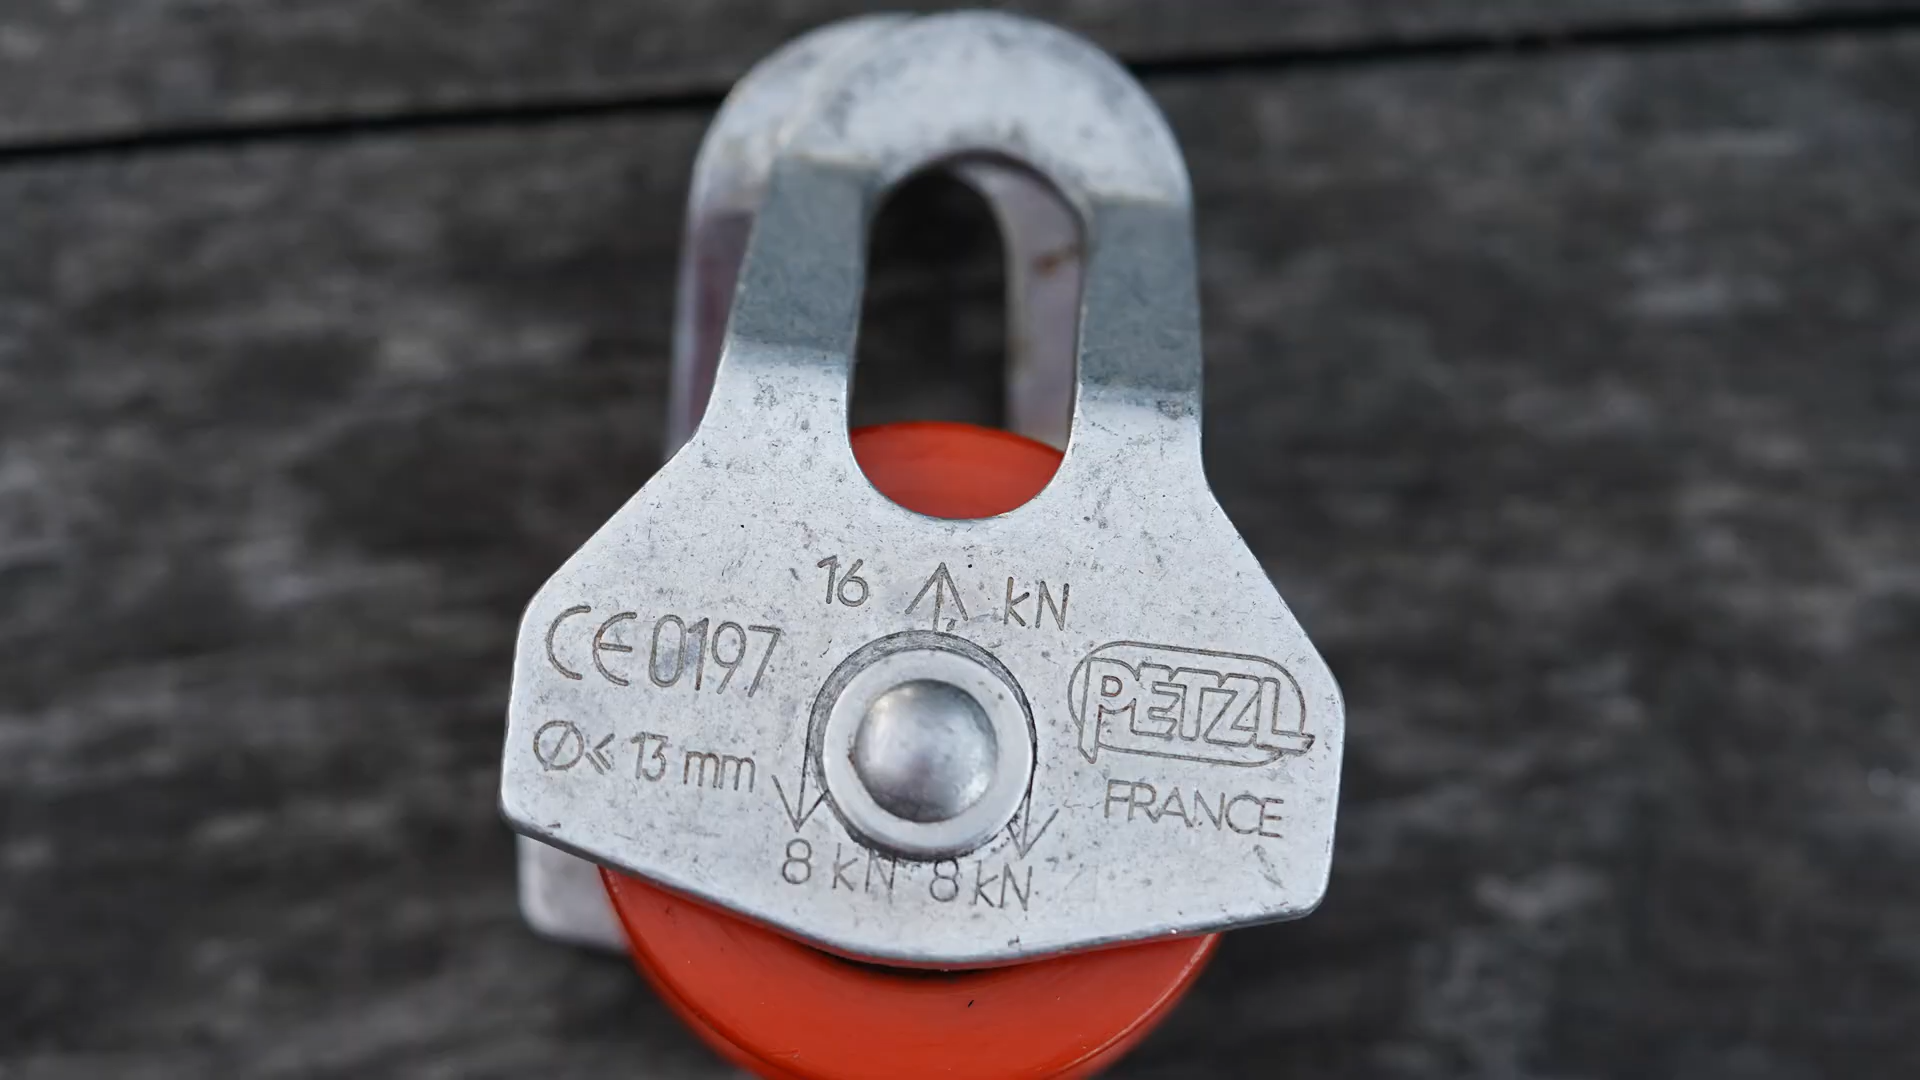 16 ↑ kN
CE 0197
PETZL
Ø ≤ 13 mm
FRANCE
8 kN 8 kN